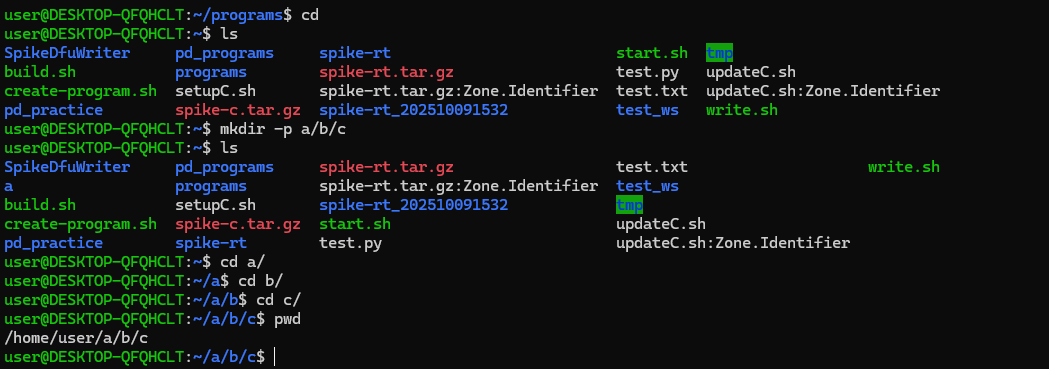 user@DESKTOP-QFQHCLT:~/programs$ cd
user@DESKTOP-QFQHCLT:~$ ls
SpikeDfuWriter pd_programs spike-rt start.sh tmp
build.sh programs spike-rt.tar.gz test.py updateC.sh
create-program.sh setupC.sh spike-rt.tar.gz:Zone.Identifier test.txt updateC.sh:Zone.Identifier
pd_practice spike-c.tar.gz spike-rt_202510091532 test_ws write.sh
user@DESKTOP-QFQHCLT:~$ mkdir -p a/b/c
user@DESKTOP-QFQHCLT:~$ ls
SpikeDfuWriter pd_programs spike-rt.tar.gz test.txt write.sh
a programs spike-rt.tar.gz:Zone.Identifier test_ws
build.sh setupC.sh spike-rt_202510091532 tmp
create-program.sh spike-c.tar.gz start.sh updateC.sh
pd_practice spike-rt test.py updateC.sh:Zone.Identifier
user@DESKTOP-QFQHCLT:~$ cd a/
user@DESKTOP-QFQHCLT:~/a$ cd b/
user@DESKTOP-QFQHCLT:~/a/b$ cd c/
user@DESKTOP-QFQHCLT:~/a/b/c$ pwd
/home/user/a/b/c
user@DESKTOP-QFQHCLT:~/a/b/c$